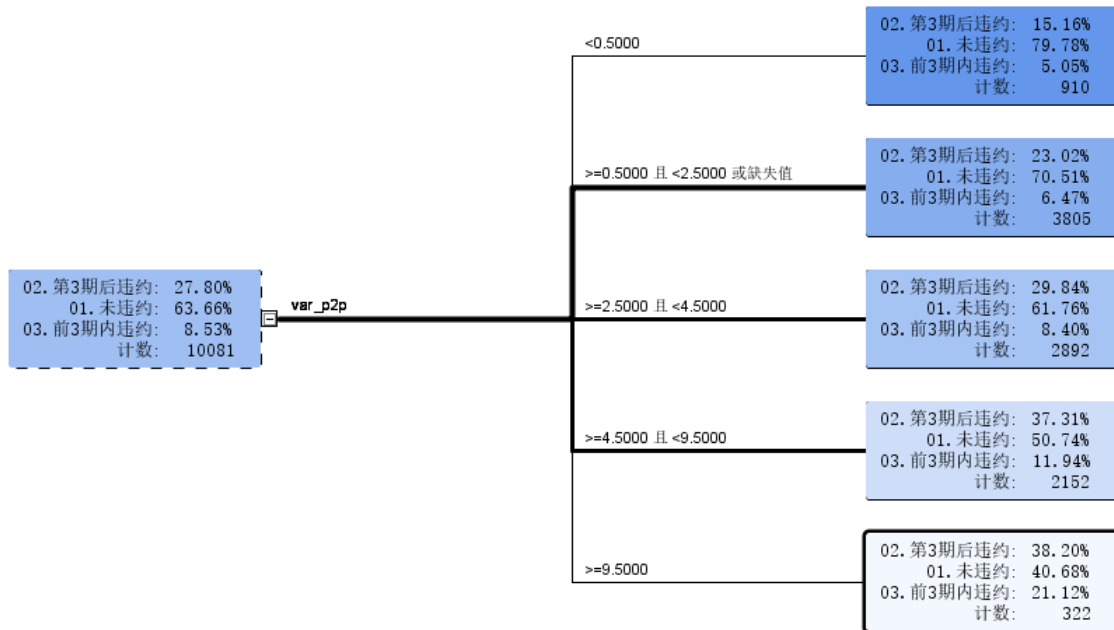 <0.5000
02.第3期后违约: 15.16%
01.未违约: 79.78%
03.前3期内违约: 5.05%
计数: 910
>=0.5000 且 <2.5000 或缺失值
02.第3期后违约: 23.02%
01.未违约: 70.51%
03.前3期内违约: 6.47%
计数: 3805
02.第3期后违约: 27.80%
01.未违约: 63.66%
03.前3期内违约: 8.53%
计数: 10081
var_p2p
>=2.5000 且 <4.5000
02.第3期后违约: 29.84%
01.未违约: 61.76%
03.前3期内违约: 8.40%
计数: 2892
>=4.5000 且 <9.5000
02.第3期后违约: 37.31%
01.未违约: 50.74%
03.前3期内违约: 11.94%
计数: 2152
>=9.5000
02.第3期后违约: 38.20%
01.未违约: 40.68%
03.前3期内违约: 21.12%
计数: 322